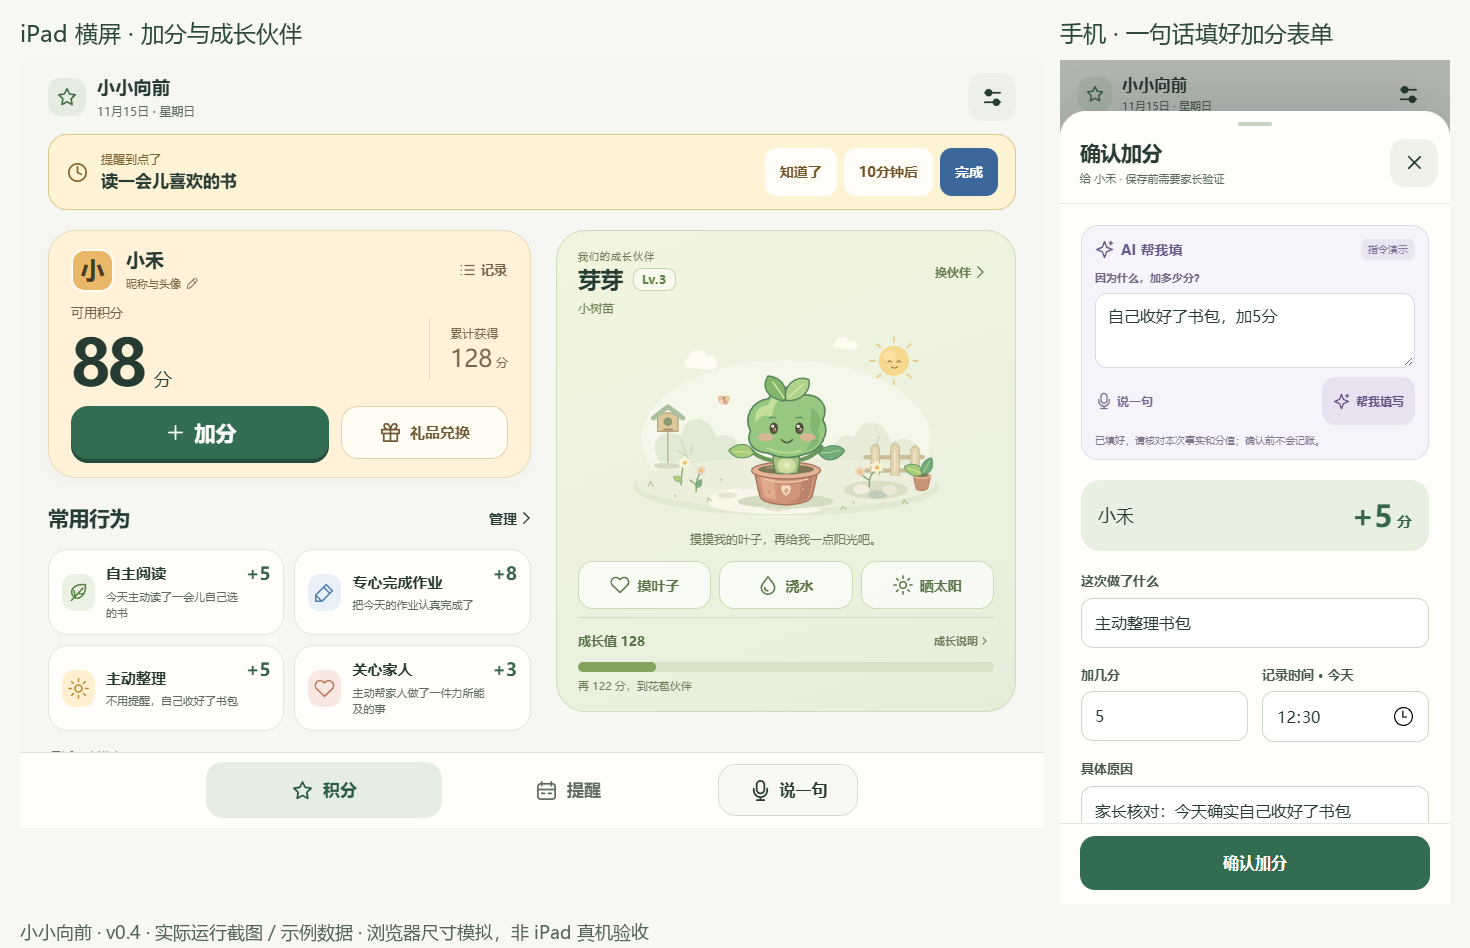 iPad 横屏 · 加分与成长伙伴
小小向前
11月15日 · 星期日
提醒到点了
读一会儿喜欢的书
知道了
10分钟后
完成
小
小禾
昵称与头像
记录
可用积分
88 分
累计获得
128 分
+ 加分
礼品兑换
常用行为
管理
自主阅读
+5
今天主动读了一会儿自己选
的书
专心完成作业
+8
把今天的作业认真完成了
主动整理
+5
不用提醒，自己收好了书包
关心家人
+3
主动帮家人做了一件力所能
及的事
我们的成长伙伴
芽芽 Lv.3
换伙伴
小树苗
摸摸我的叶子，再给我一点阳光吧。
摸叶子
浇水
晒太阳
成长值 128
成长说明
再 122 分，到花苞伙伴
积分
提醒
说一句
手机 · 一句话填好加分表单
小小向前
11月15日 · 星期日
确认加分
给 小禾 · 保存前需要家长验证
AI 帮我填
指令演示
因为什么，加多少分？
自己收好了书包，加5分
说一句
帮我填写
已填好，请核对本次事实和分值；确认前不会记账。
小禾
+5 分
这次做了什么
主动整理书包
加几分
记录时间 • 今天
5
12:30
具体原因
家长核对：今天确实自己收好了书包
确认加分
小小向前 · v0.4 · 实际运行截图 / 示例数据 · 浏览器尺寸模拟，非 iPad 真机验收